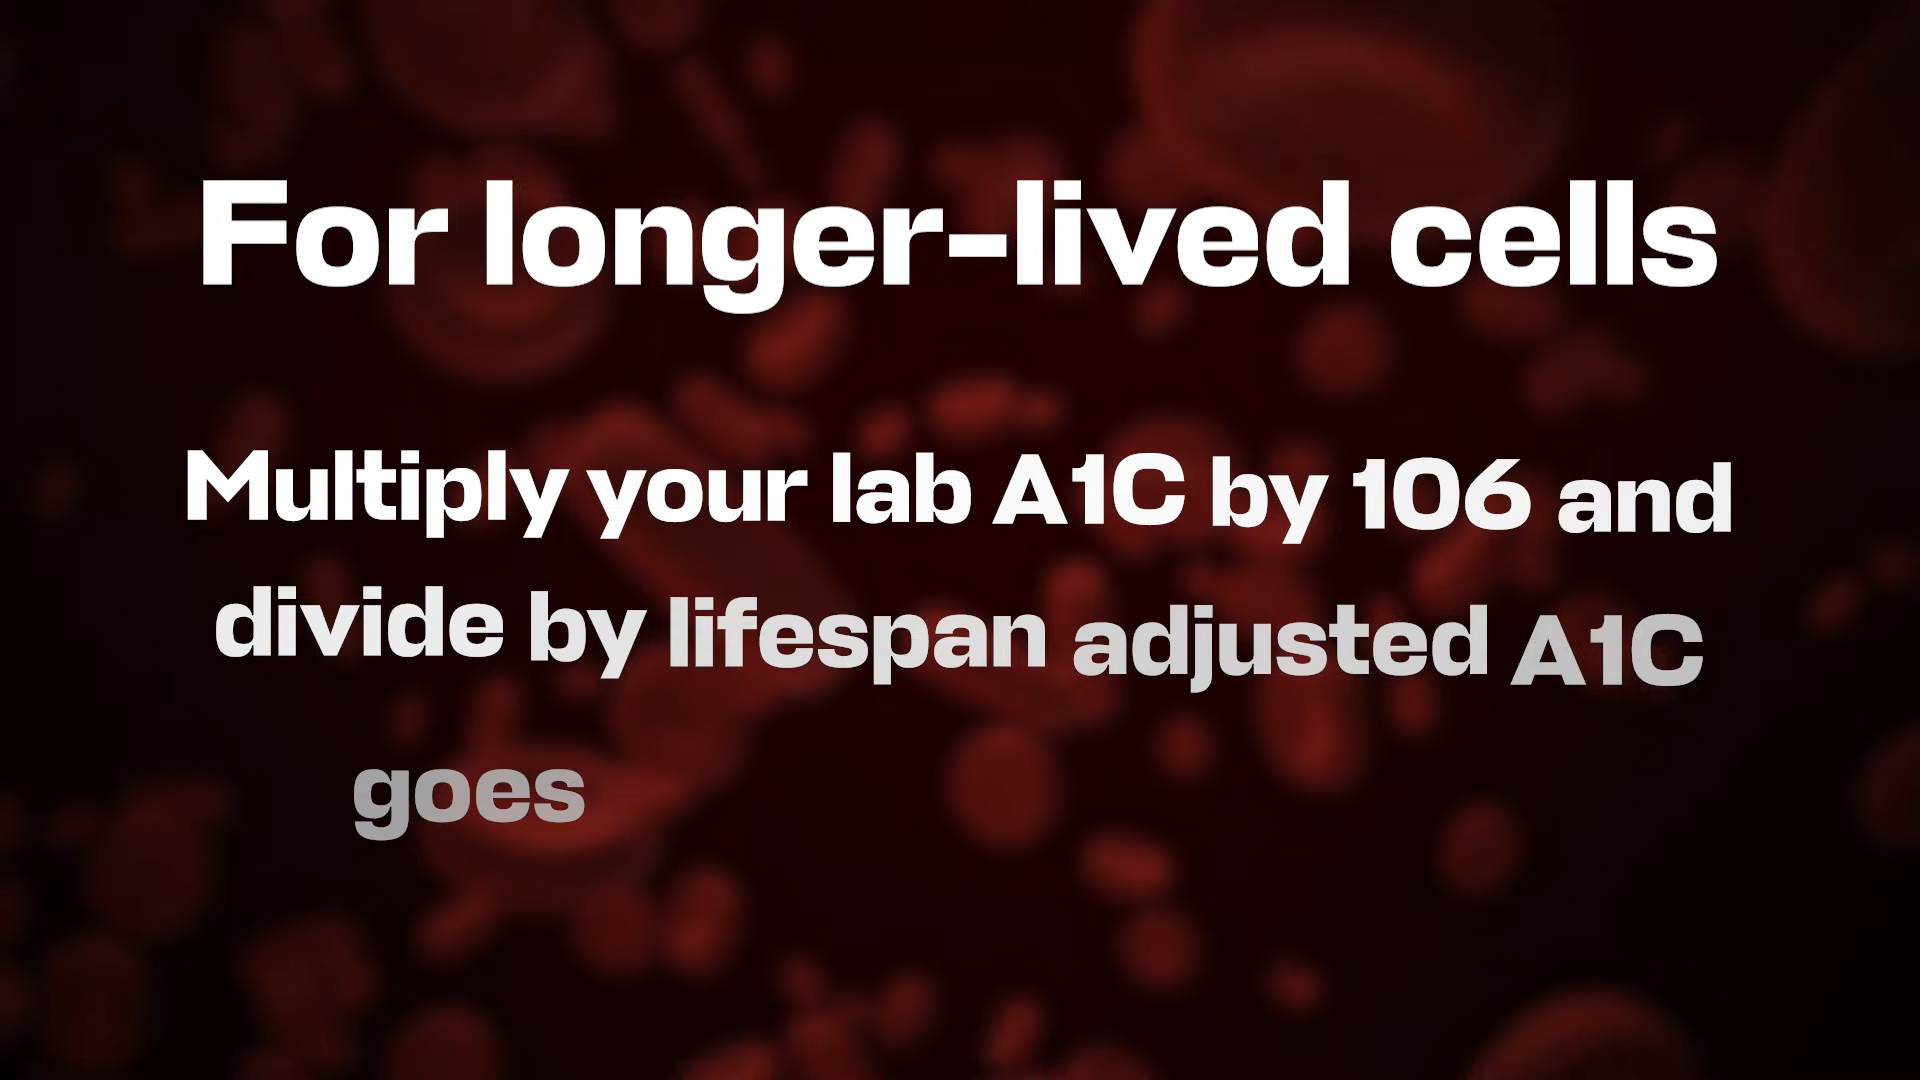 For longer-lived cells
Multiply your lab A1C by 106 and
divide by lifespan adjusted A1C
goes